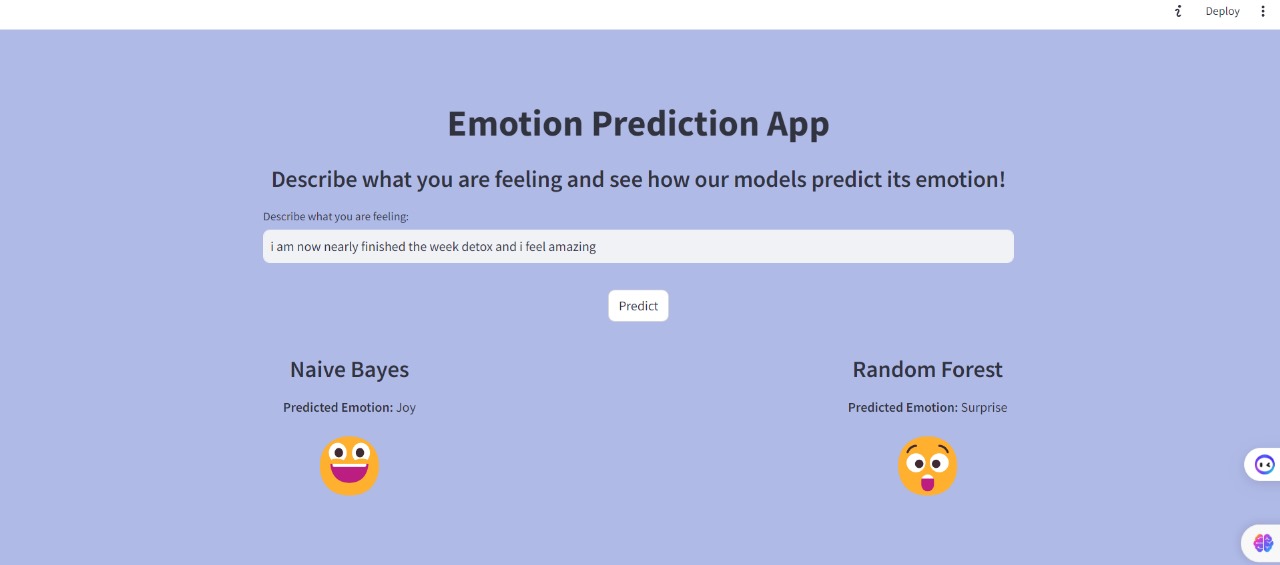 Deploy
Emotion Prediction App
Describe what you are feeling and see how our models predict its emotion!
Describe what you are feeling:
i am now nearly finished the week detox and i feel amazing
Predict
Naive Bayes
Predicted Emotion: Joy
Random Forest
Predicted Emotion: Surprise